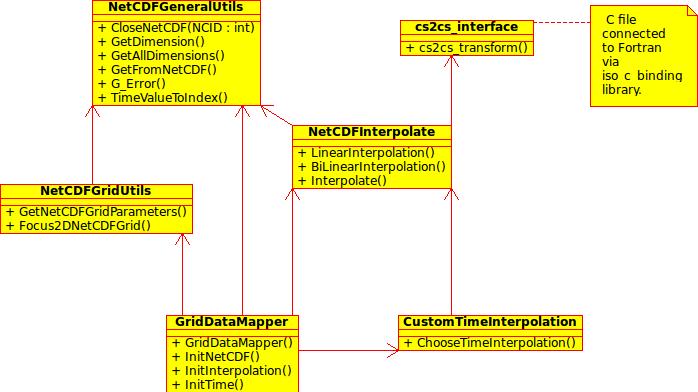 NetCDFGeneralUtils
+ CloseNetCDF(NCID : int)
+ GetDimension()
+ GetAllDimensions()
+ GetFromNetCDF()
+ G_Error()
+ TimeValueToIndex()
cs2cs_interface
+ cs2cs_transform()
C file
connected
to Fortran
via
iso_c_binding
library.
NetCDFInterpolate
+ LinearInterpolation()
+ BiLinearInterpolation()
+ Interpolate()
NetCDFGridUtils
+ GetNetCDFGridParameters()
+ Focus2DNetCDFGrid()
GridDataMapper
+ GridDataMapper()
+ InitNetCDF()
+ InitInterpolation()
+ InitTime()
CustomTimeInterpolation
+ ChooseTimeInterpolation()